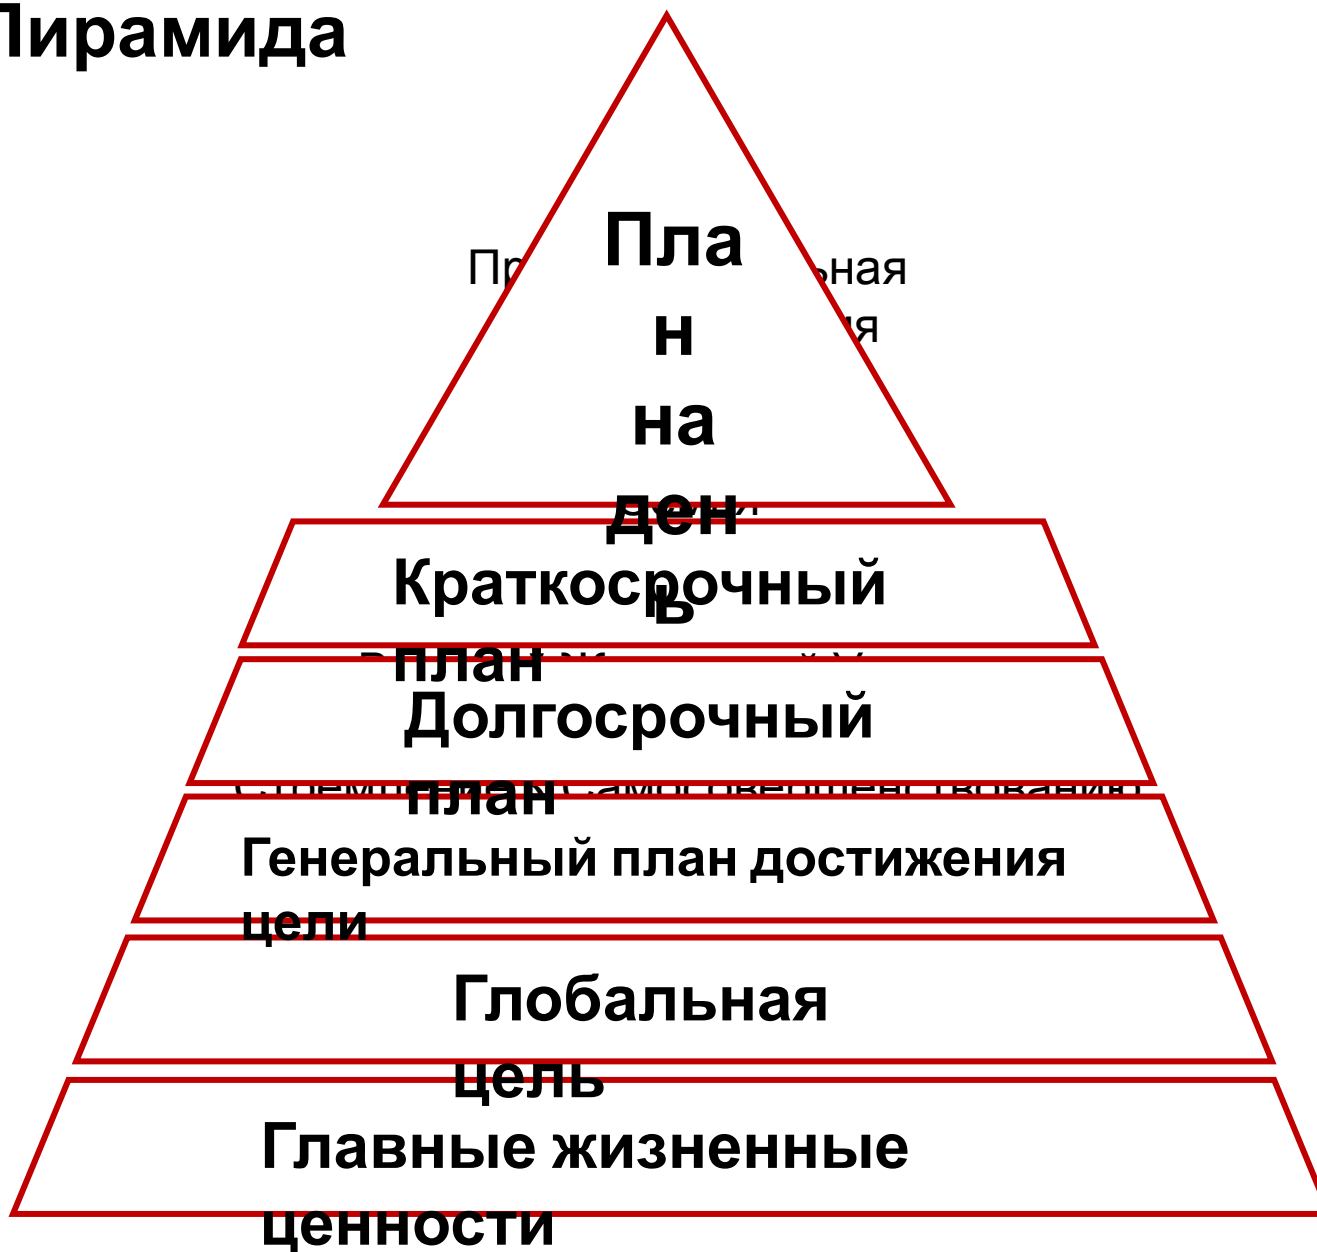 Пирамида
Пла
н
на
ден
ь
Краткосрочный
план
Долгосрочный
план
Генеральный план достижения
цели
Глобальная
цель
Главные жизненные
ценности